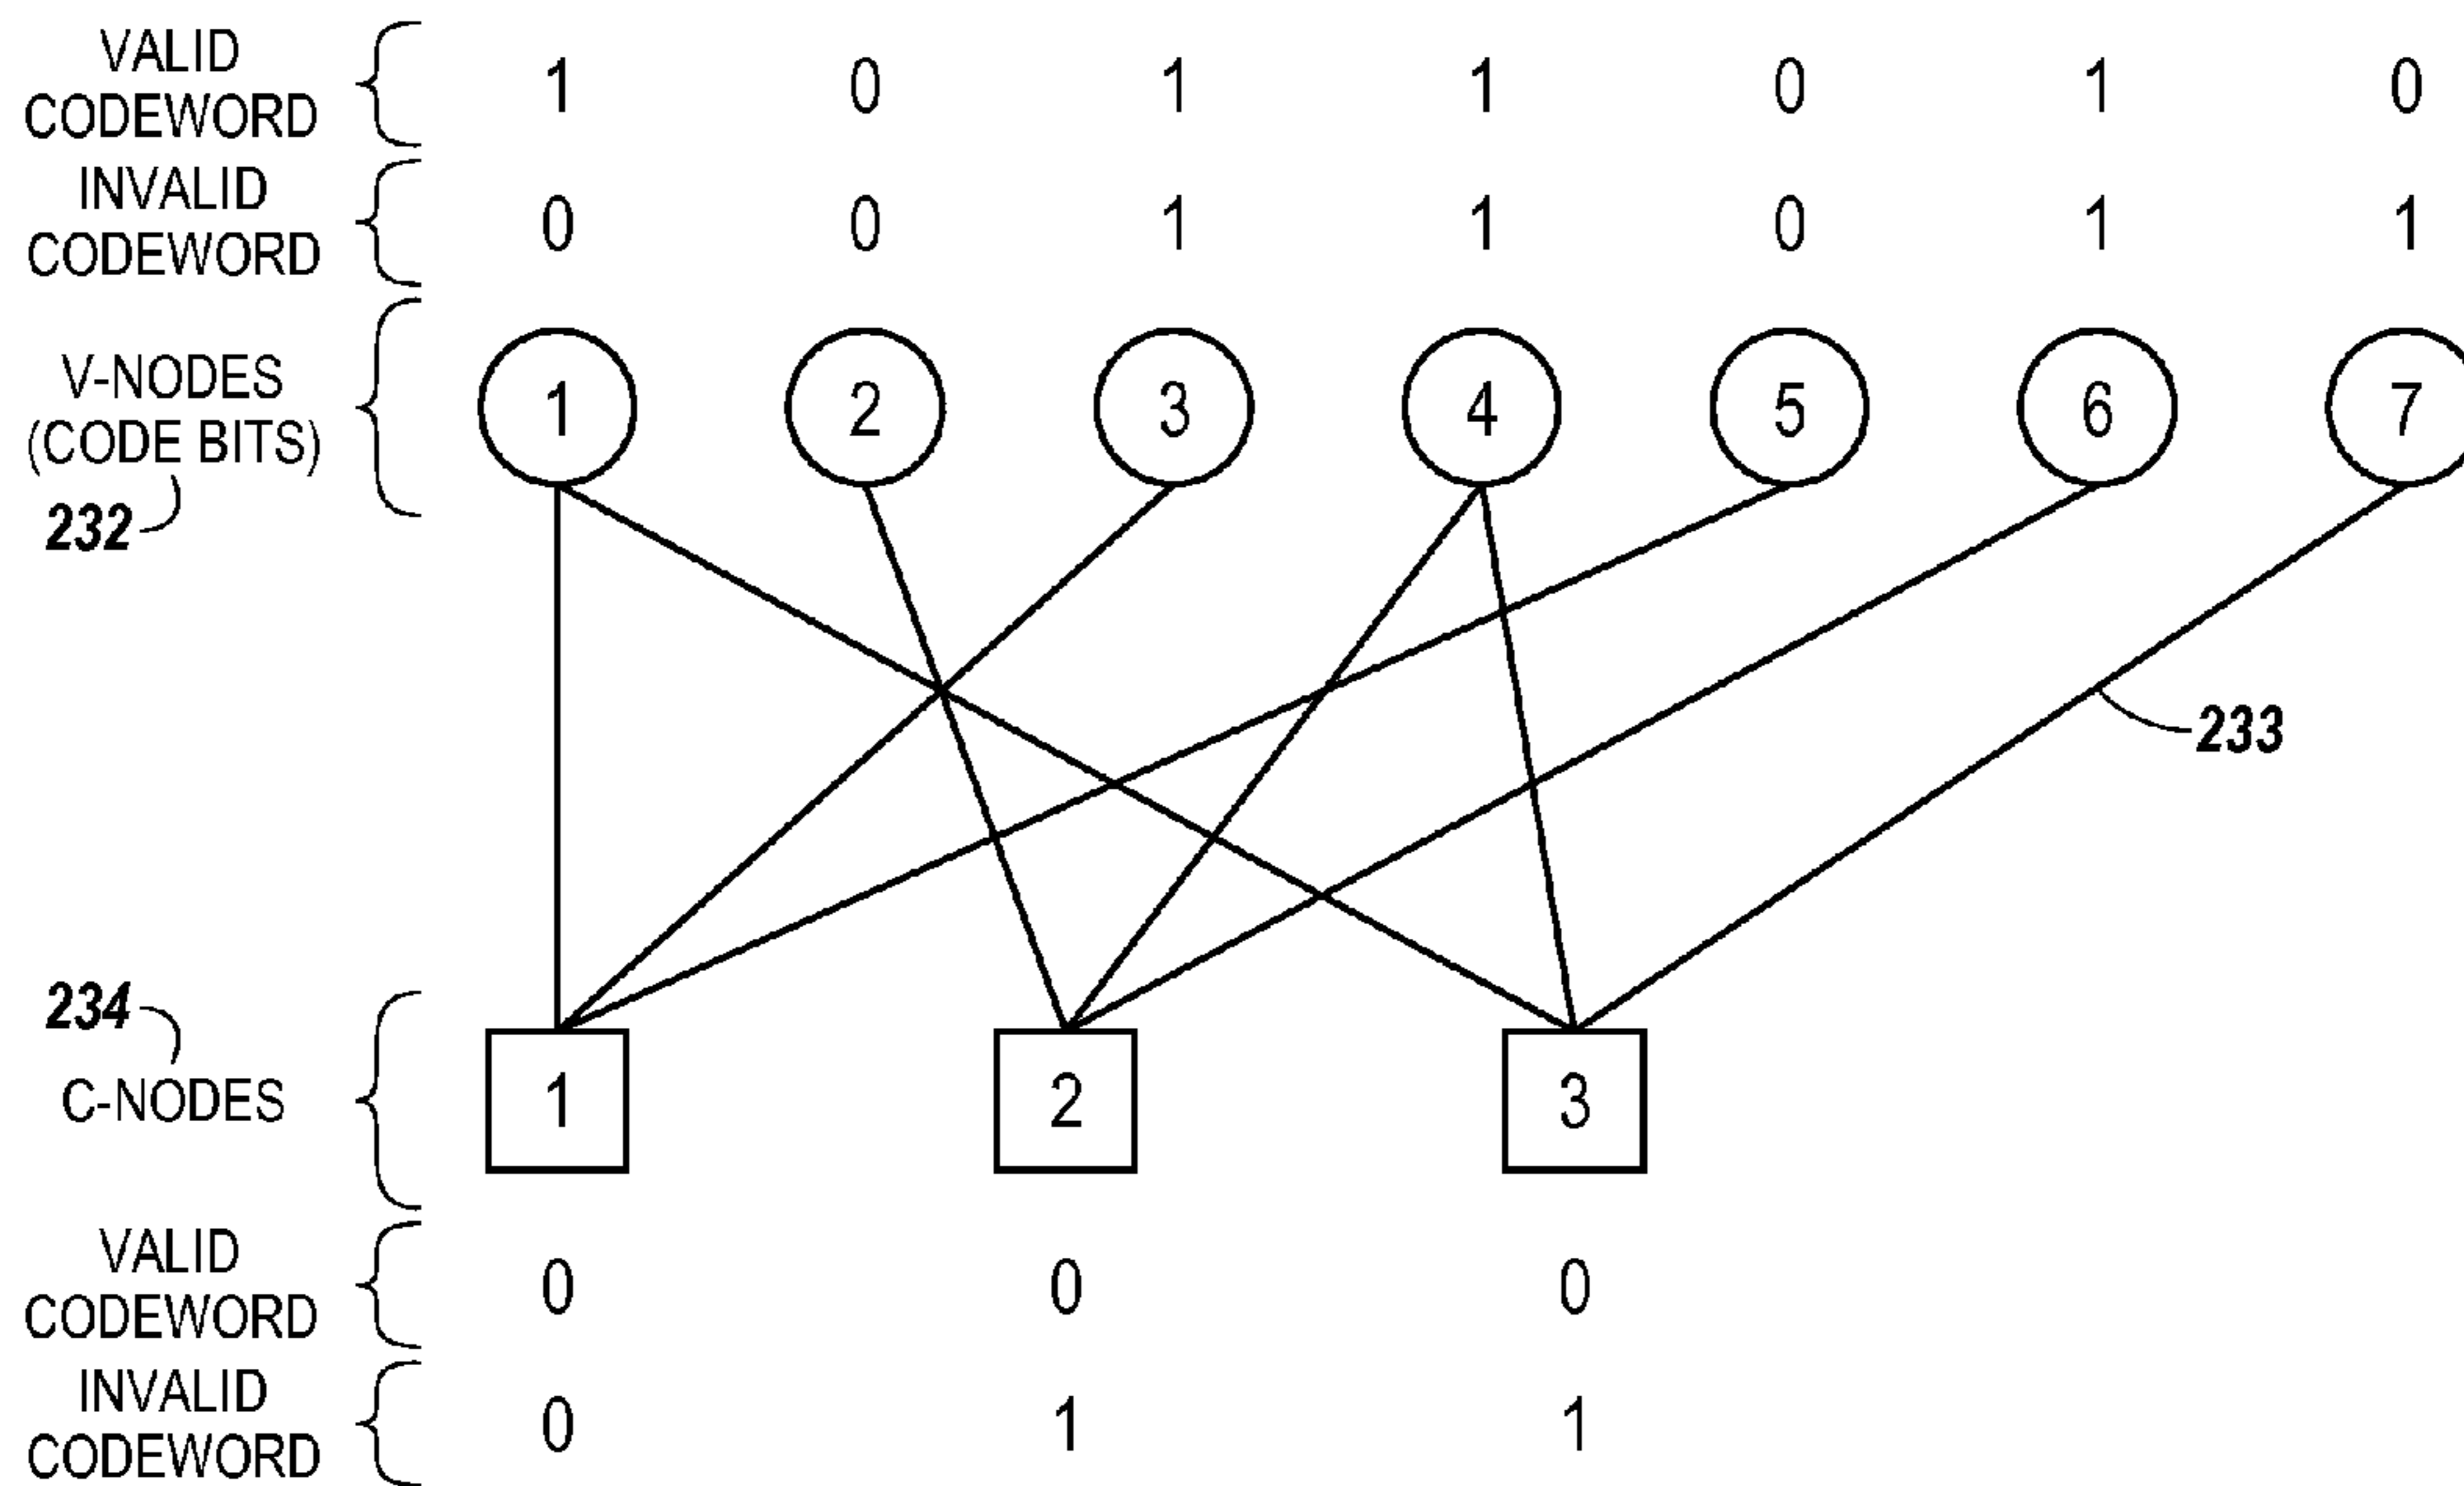 VALID
CODEWORD
1 0 1 1 0 1 0
INVALID
CODEWORD
0 0 1 1 0 1 1
V-NODES
(CODE BITS)
232
1 2 3 4 5 6 7
233
234
C-NODES
1 2 3
VALID
CODEWORD
0 0 0
INVALID
CODEWORD
0 1 1